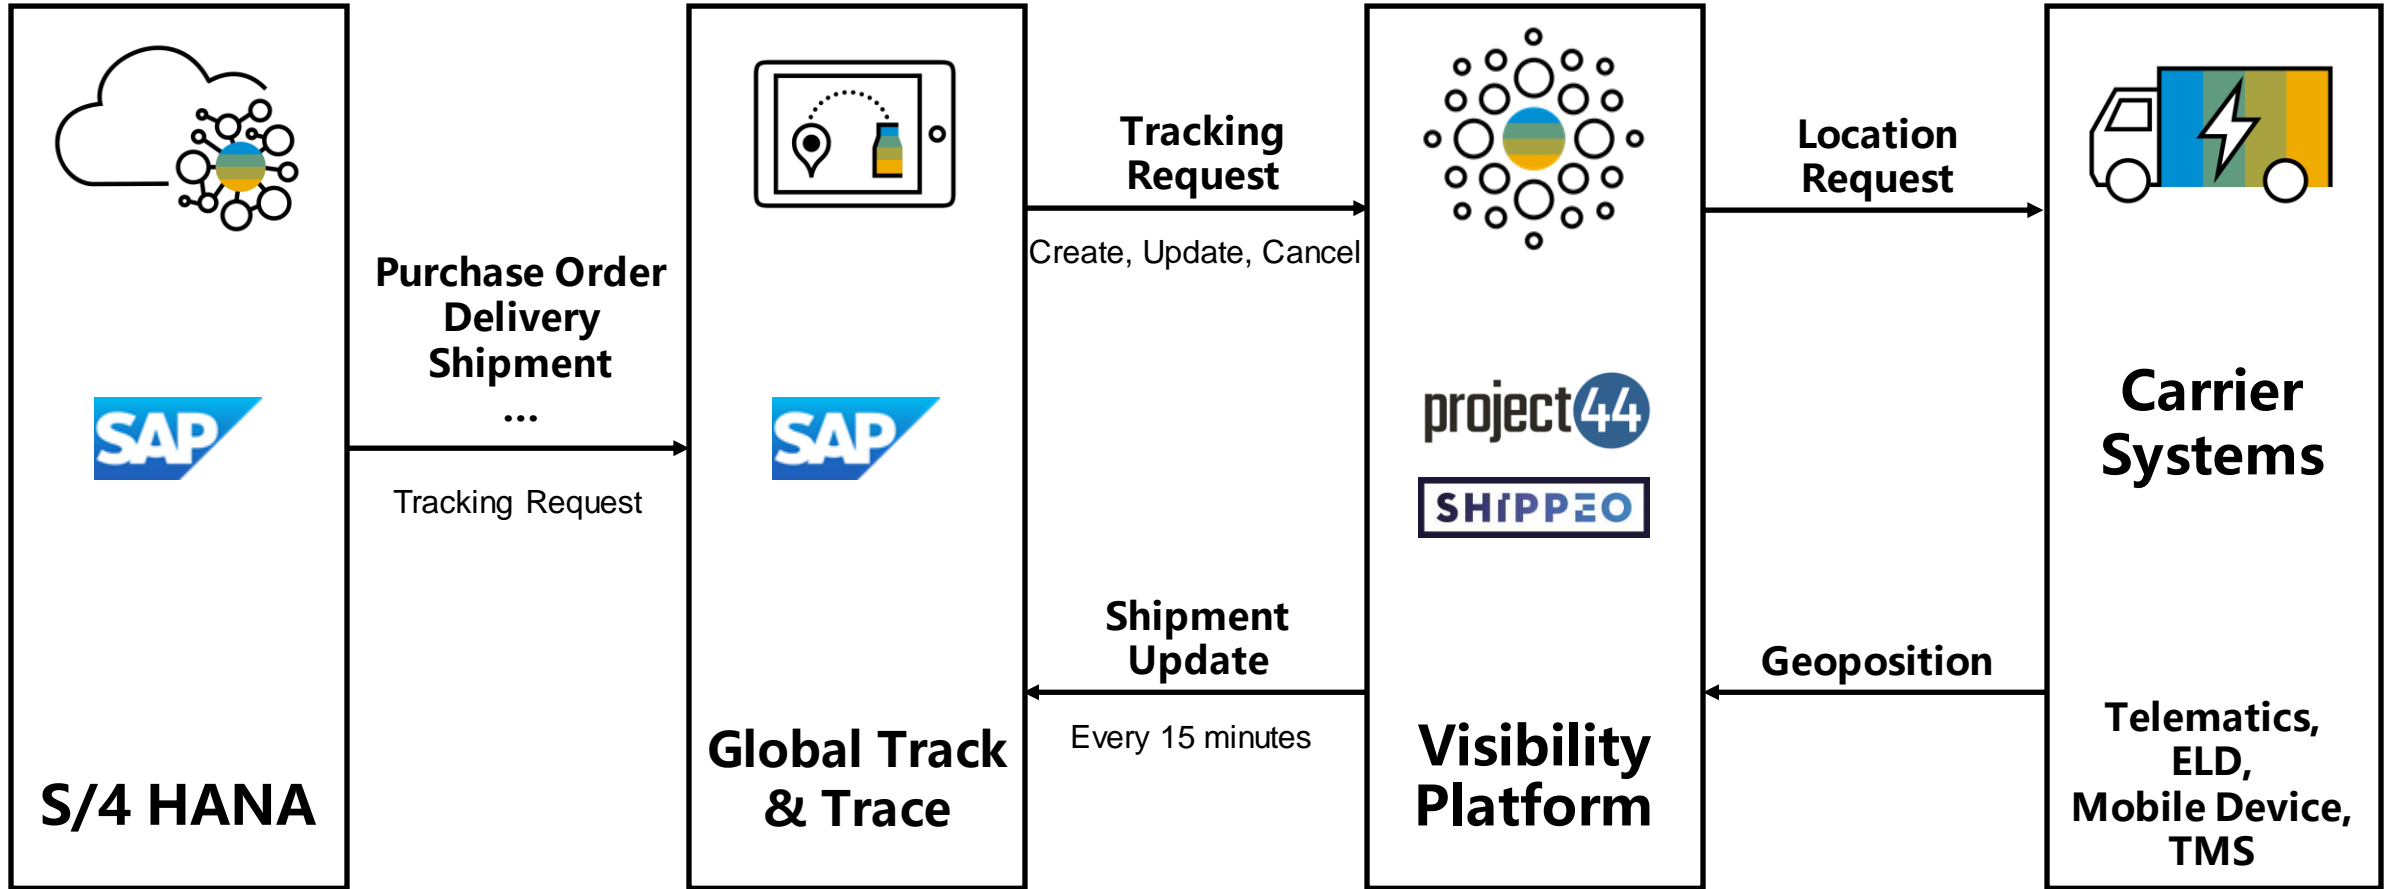 SAP
S/4 HANA
Purchase Order
Delivery
Shipment
...
Tracking Request
SAP
Global Track
& Trace
Tracking
Request
Create, Update, Cancel
Shipment
Update
Every 15 minutes
project44
SHIPPEO
Visibility
Platform
Location
Request
Geoposition
Carrier
Systems
Telematics,
ELD,
Mobile Device,
TMS